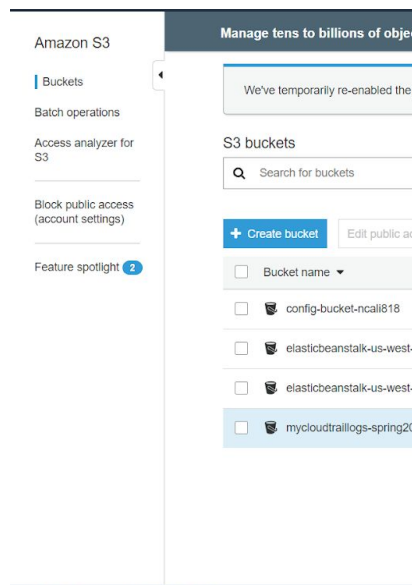 Amazon S3
Buckets
Batch operations
Access analyzer for
S3
Block public access
(account settings)
Feature spotlight 2
Manage tens to billions of obje
We've temporarily re-enabled the
S3 buckets
Search for buckets
+ Create bucket
Edit public ac
Bucket name
config-bucket-ncali818
elasticbeanstalk-us-west-
elasticbeanstalk-us-west-
mycloudtraillogs-spring20